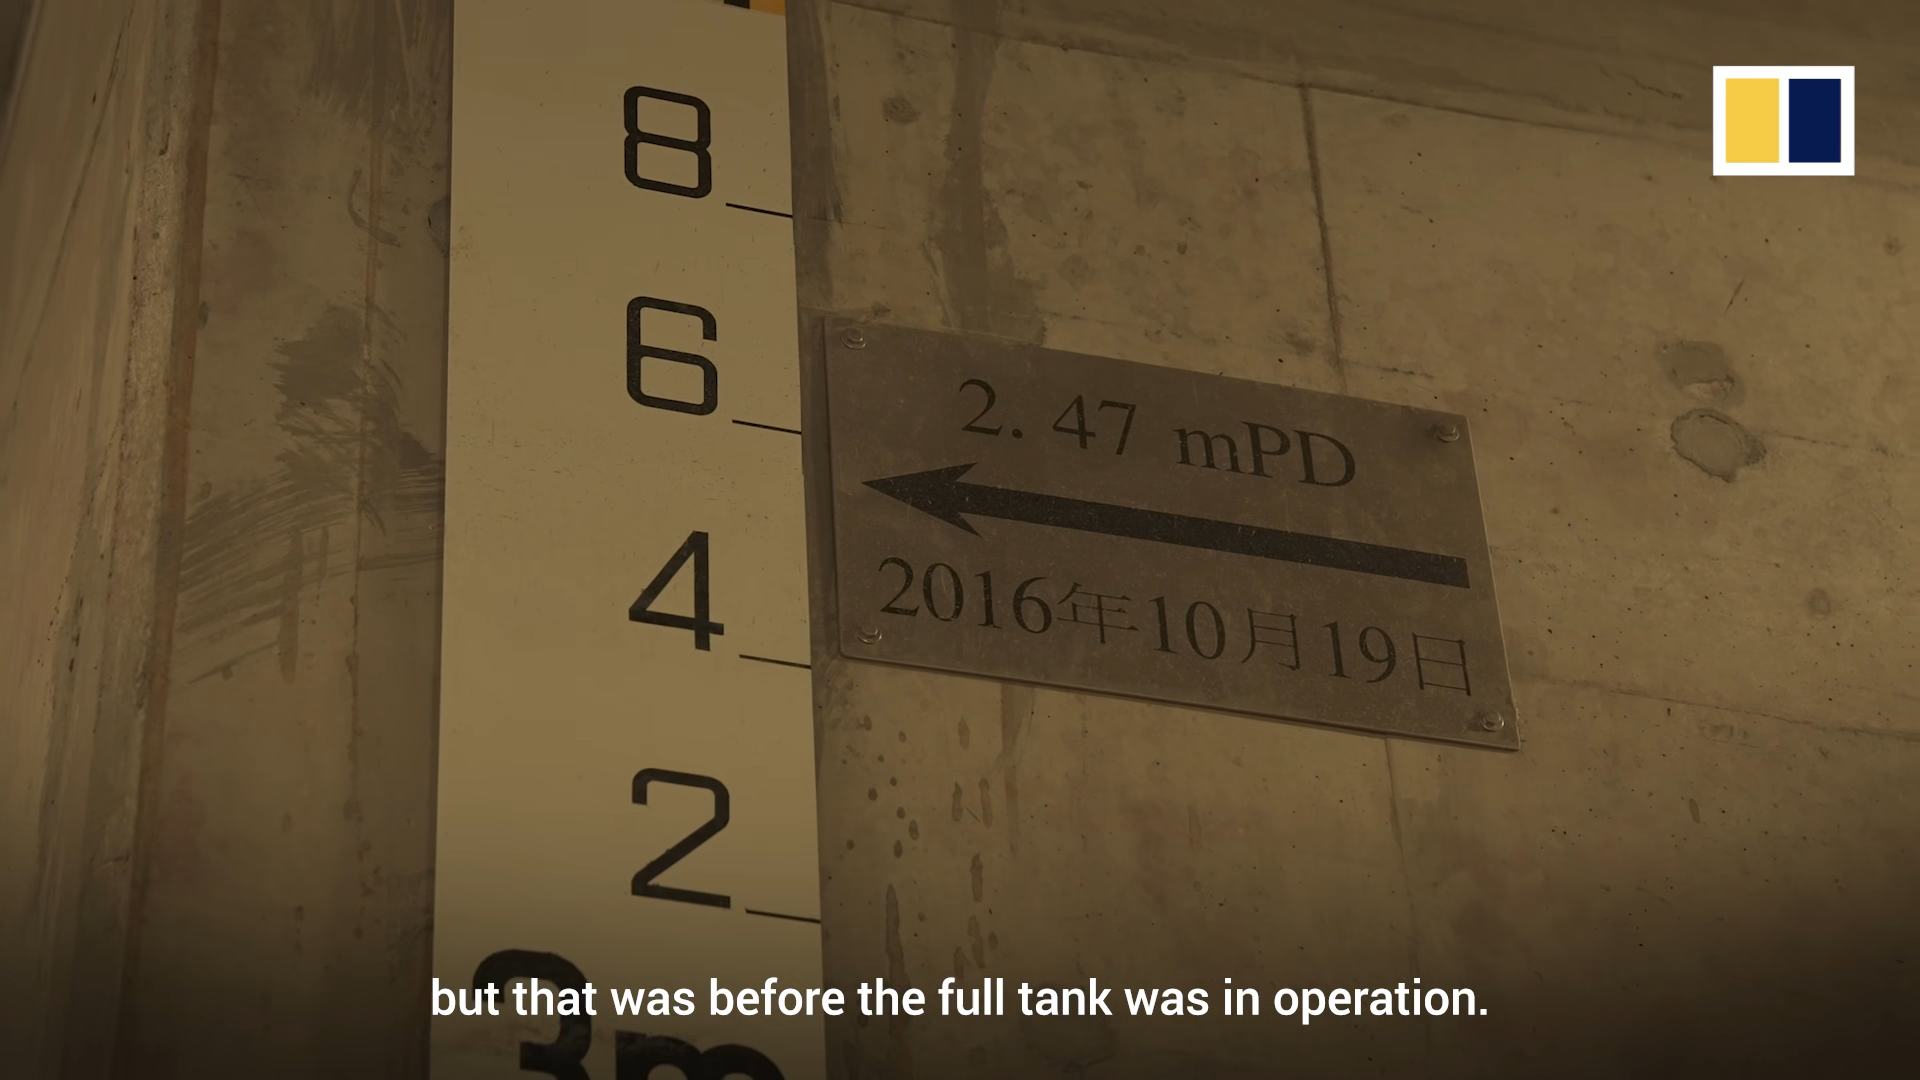 8
6
2. 47 mPD
4
2016年10月19日
2
3m
but that was before the full tank was in operation.